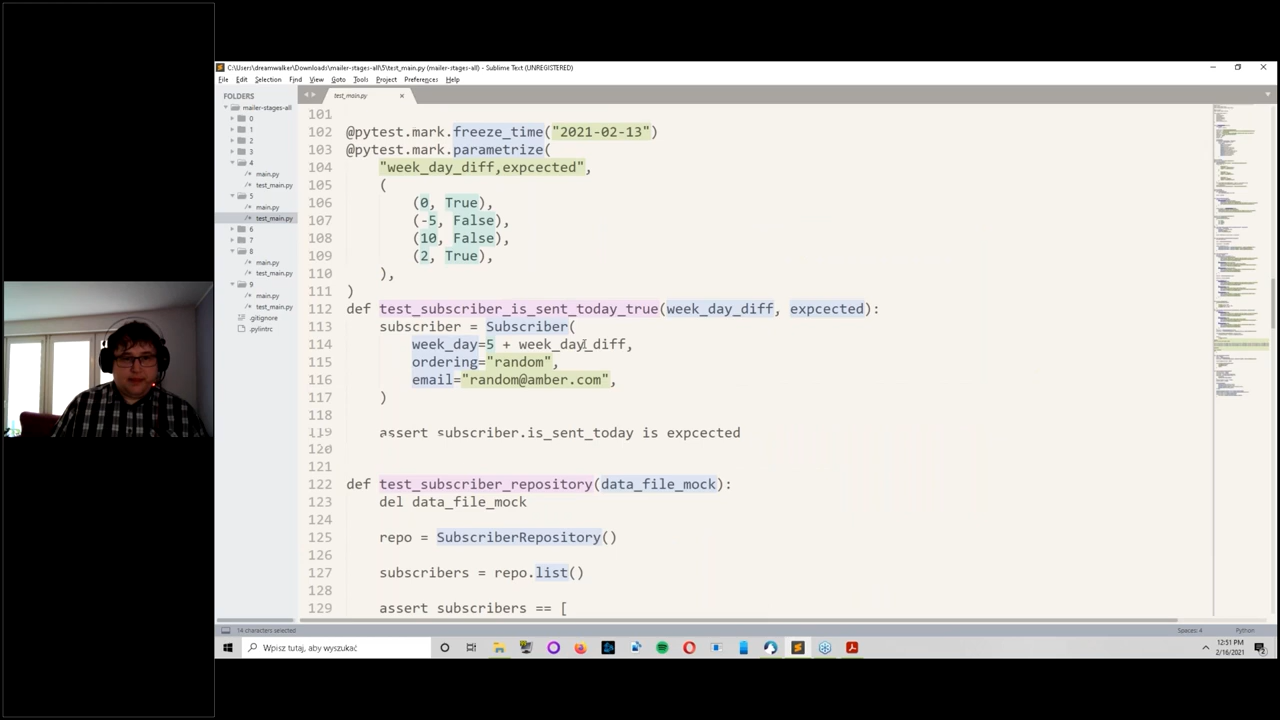 C:\Users\dreamwalker\Downloads\mailer-stages-all\5\test_main.py (mailer-stages-all) - Sublime Text (UNREGISTERED)
File Edit Selection Find View Goto Tools Project Preferences Help
FOLDERS
mailer-stages-all
0
1
2
3
4
main.py
test_main.py
5
main.py
test_main.py
6
7
8
main.py
test_main.py
9
main.py
test_main.py
.gitignore
.pylintrc
test_main.py
101
102 @pytest.mark.freeze_time("2021-02-13")
103 @pytest.mark.parametrize(
104 "week_day_diff,expcected",
105 (
106 (0, True),
107 (-5, False),
108 (10, False),
109 (2, True),
110 ),
111 )
112 def test_subscriber_is_sent_today_true(week_day_diff, expcected):
113 subscriber = Subscriber(
114 week_day=5 + week_day_diff,
115 ordering="random",
116 email="random@amber.com",
117 )
118
119 assert subscriber.is_sent_today is expcected
120
121
122 def test_subscriber_repository(data_file_mock):
123 del data_file_mock
124
125 repo = SubscriberRepository()
126
127 subscribers = repo.list()
128
129 assert subscribers == [
14 characters selected
Spaces: 4 Python
Wpisz tutaj, aby wyszukać
12:51 PM
2/16/2021
2